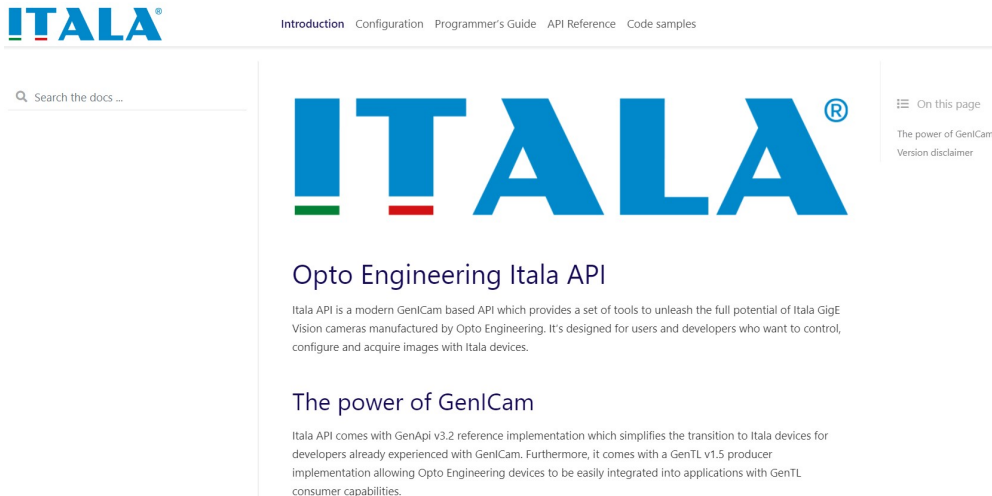 ITALA®
Introduction Configuration Programmer's Guide API Reference Code samples
Search the docs ...
ITALA®
On this page
The power of GenICam
Version disclaimer
Opto Engineering Itala API
Itala API is a modern GenICam based API which provides a set of tools to unleash the full potential of Itala GigE
Vision cameras manufactured by Opto Engineering. It's designed for users and developers who want to control,
configure and acquire images with Itala devices.
The power of GenICam
Itala API comes with GenApi v3.2 reference implementation which simplifies the transition to Itala devices for
developers already experienced with GenICam. Furthermore, it comes with a GenTL v1.5 producer
implementation allowing Opto Engineering devices to be easily integrated into applications with GenTL
consumer capabilities.